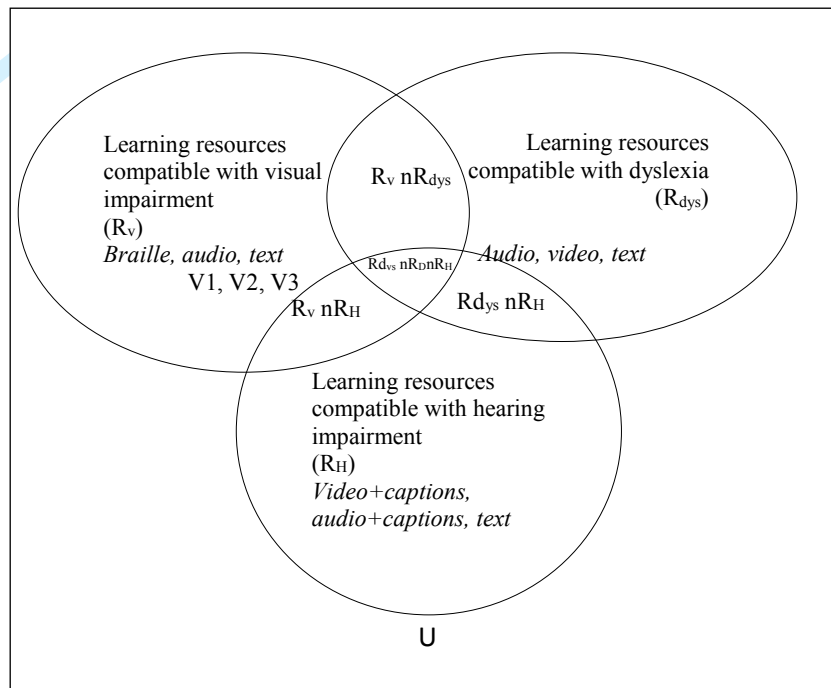 Learning resources
compatible with visual
impairment
(Rv)
Braille, audio, text
V1, V2, V3
Rv nRdys
Learning resources
compatible with dyslexia
(Rdys)
Audio, video, text
Rdvs nRDnRH
Rv nRH
Rdys nRH
Learning resources
compatible with hearing
impairment
(RH)
Video+captions,
audio+captions, text
U